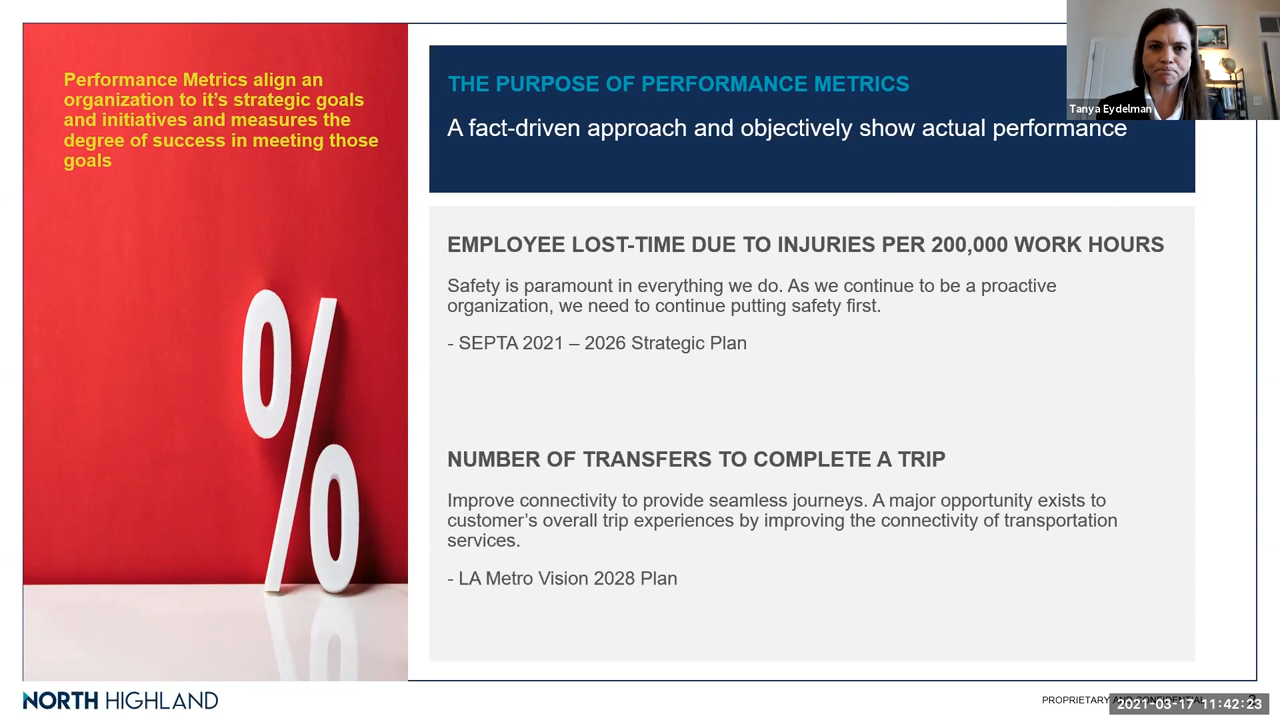 Performance Metrics align an
organization to it's strategic goals
and initiatives and measures the
degree of success in meeting those
goals
THE PURPOSE OF PERFORMANCE METRICS
A fact-driven approach and objectively show actual performance
Tanya Eydelman
EMPLOYEE LOST-TIME DUE TO INJURIES PER 200,000 WORK HOURS
Safety is paramount in everything we do. As we continue to be a proactive
organization, we need to continue putting safety first.
- SEPTA 2021 – 2026 Strategic Plan
NUMBER OF TRANSFERS TO COMPLETE A TRIP
Improve connectivity to provide seamless journeys. A major opportunity exists to
customer's overall trip experiences by improving the connectivity of transportation
services.
- LA Metro Vision 2028 Plan
%
NORTH HIGHLAND
PROPRIETARY AND CONFIDENTIAL
2021-03-17 11:42:23